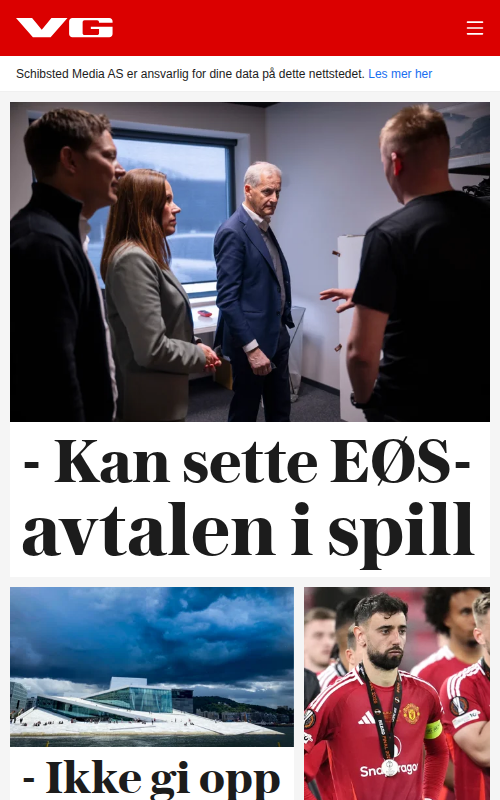 VG
Schibsted Media AS er ansvarlig for dine data på dette nettstedet. Les mer her
- Kan sette EØS-
avtalen i spill
Snapdragon
- Ikke gi opp